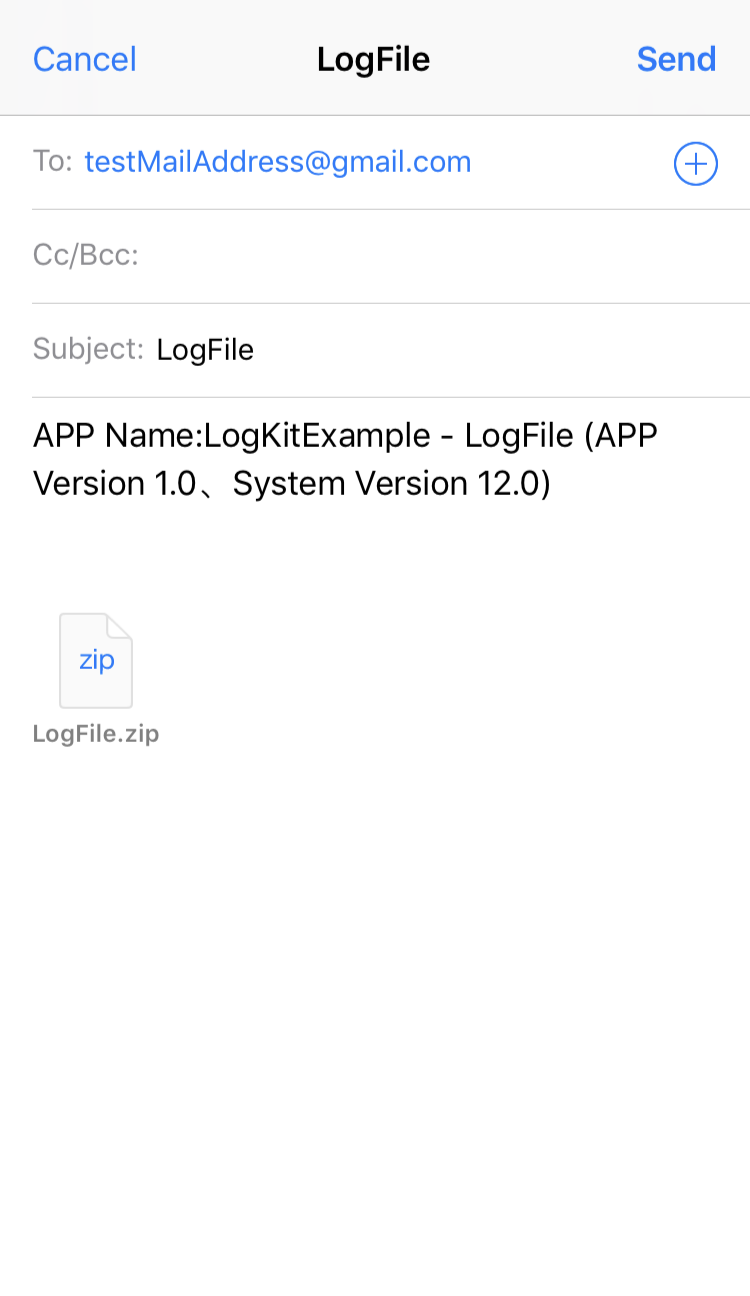 Cancel LogFile Send
To: testMailAddress@gmail.com
Cc/Bcc:
Subject: LogFile
APP Name:LogKitExample - LogFile (APP
Version 1.0、System Version 12.0)
zip
LogFile.zip